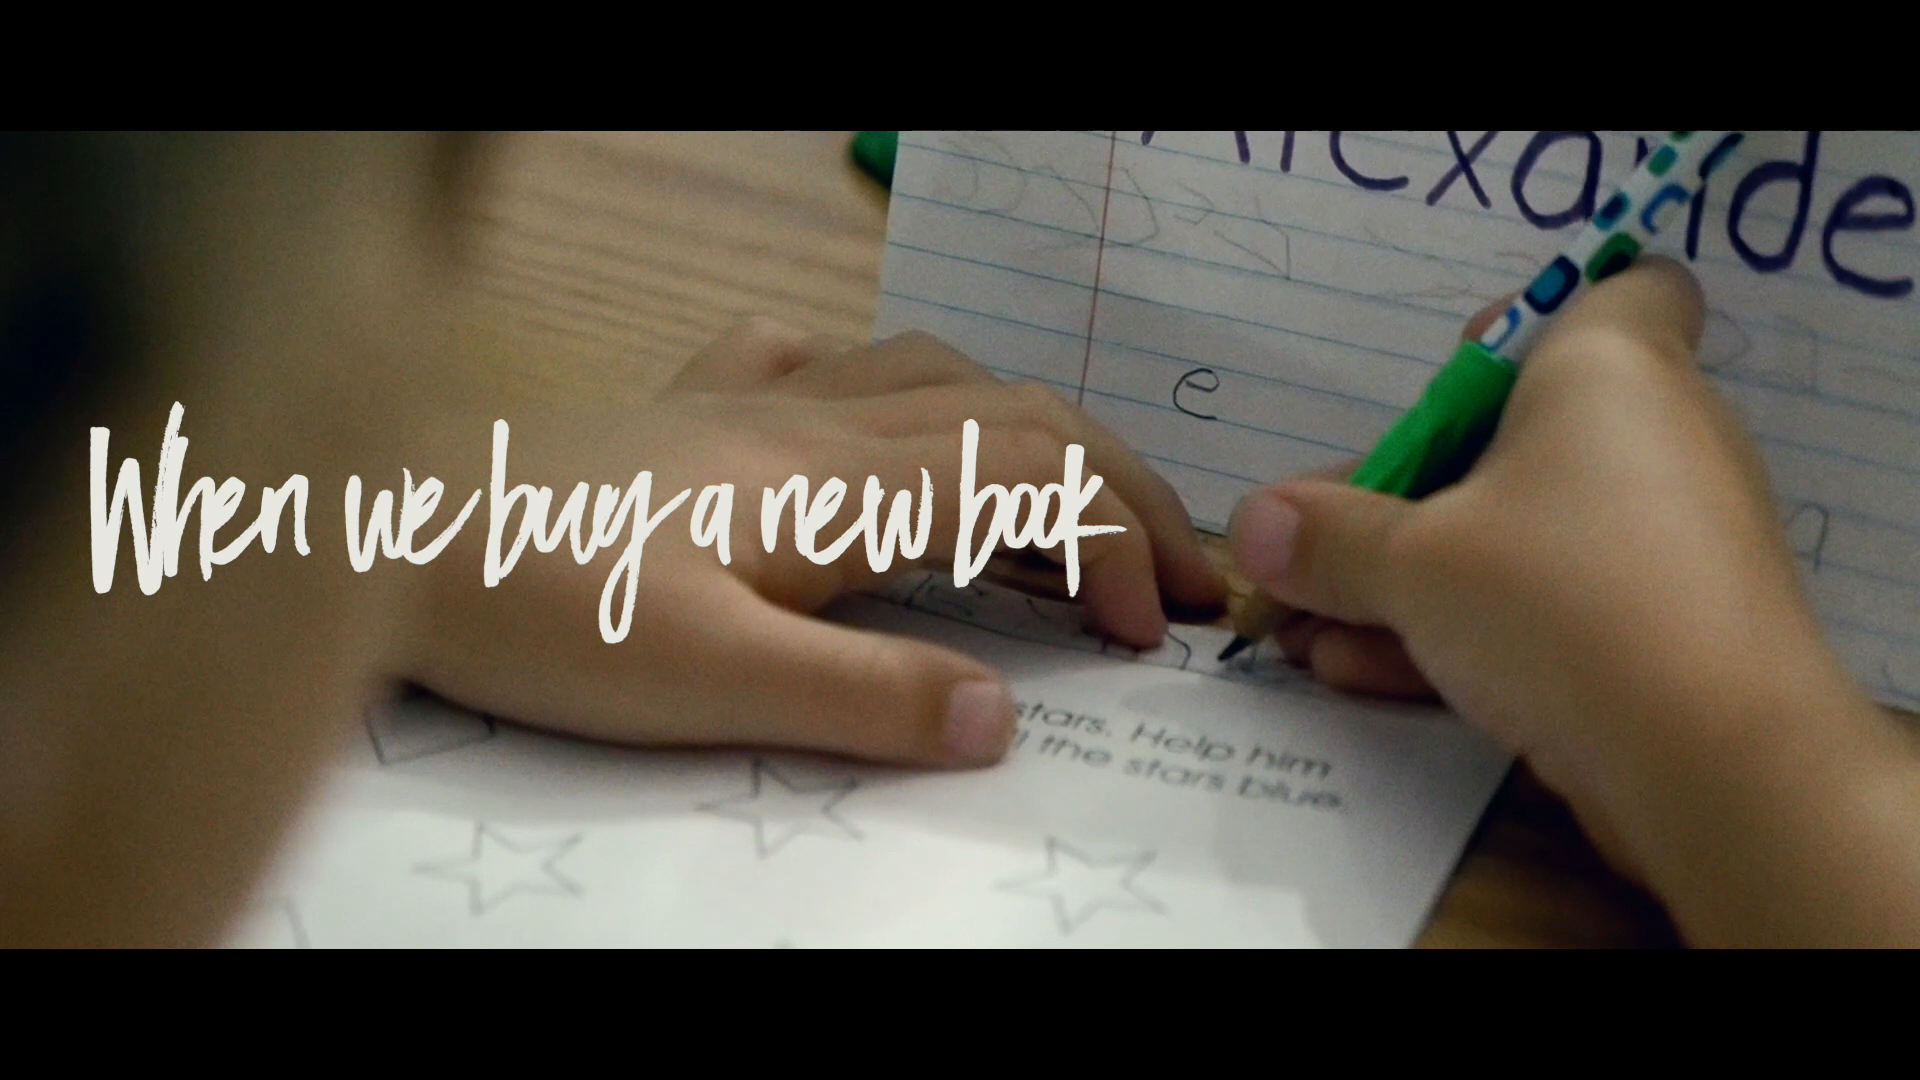 When we buy a new book
e
stars. Help him
the stars blue.